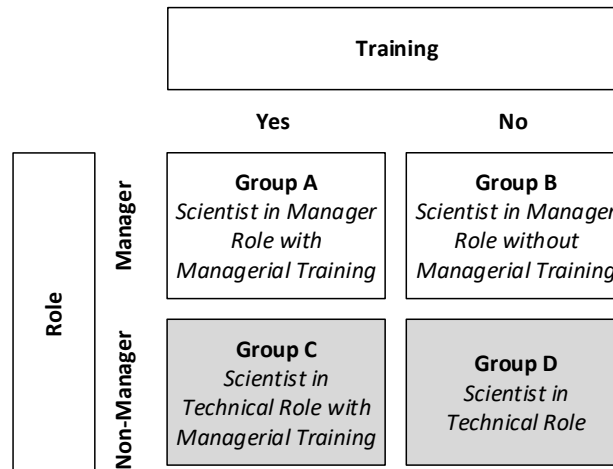 Training
Yes
No
Role
Manager
Group A
Scientist in Manager
Role with
Managerial Training
Group B
Scientist in Manager
Role without
Managerial Training
Non-Manager
Group C
Scientist in
Technical Role with
Managerial Training
Group D
Scientist in
Technical Role